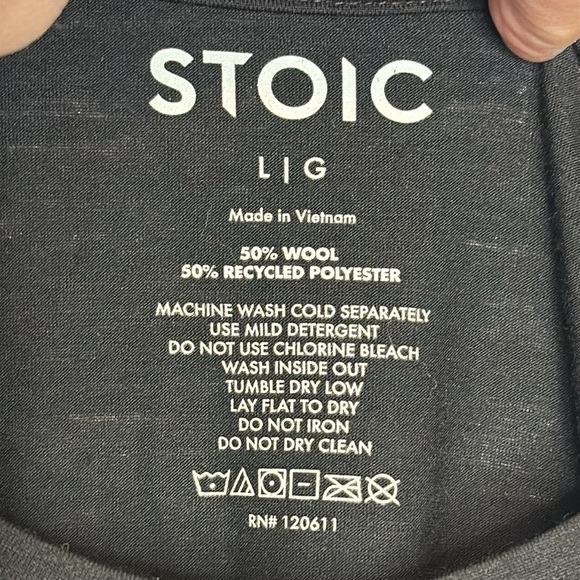 STOIC
L | G
Made in Vietnam
50% WOOL
50% RECYCLED POLYESTER
MACHINE WASH COLD SEPARATELY
USE MILD DETERGENT
DO NOT USE CHLORINE BLEACH
WASH INSIDE OUT
TUMBLE DRY LOW
LAY FLAT TO DRY
DO NOT IRON
DO NOT DRY CLEAN
RN# 120611